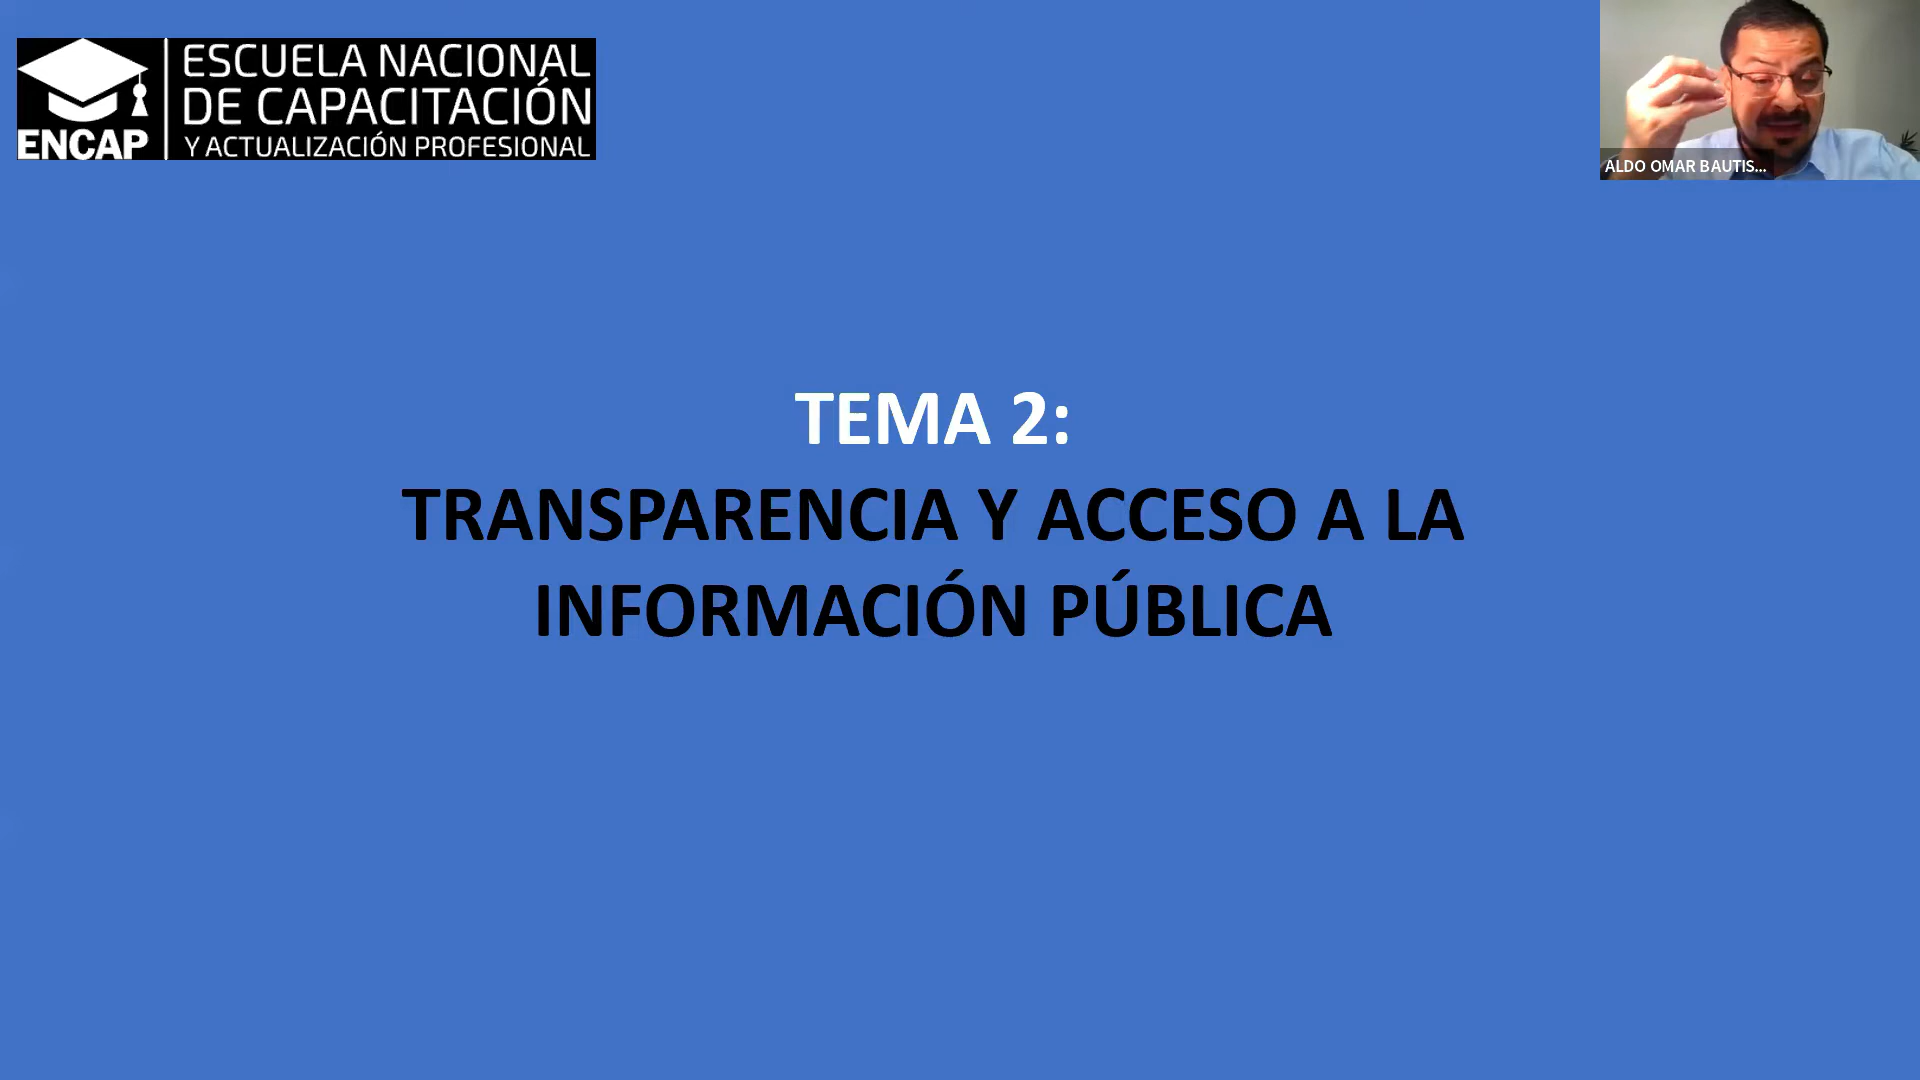 ESCUELA NACIONAL
DE CAPACITACIÓN
Y ACTUALIZACIÓN PROFESIONAL
ENCAP
ALDO OMAR BAUTIS...
TEMA 2:
TRANSPARENCIA Y ACCESO A LA
INFORMACIÓN PÚBLICA